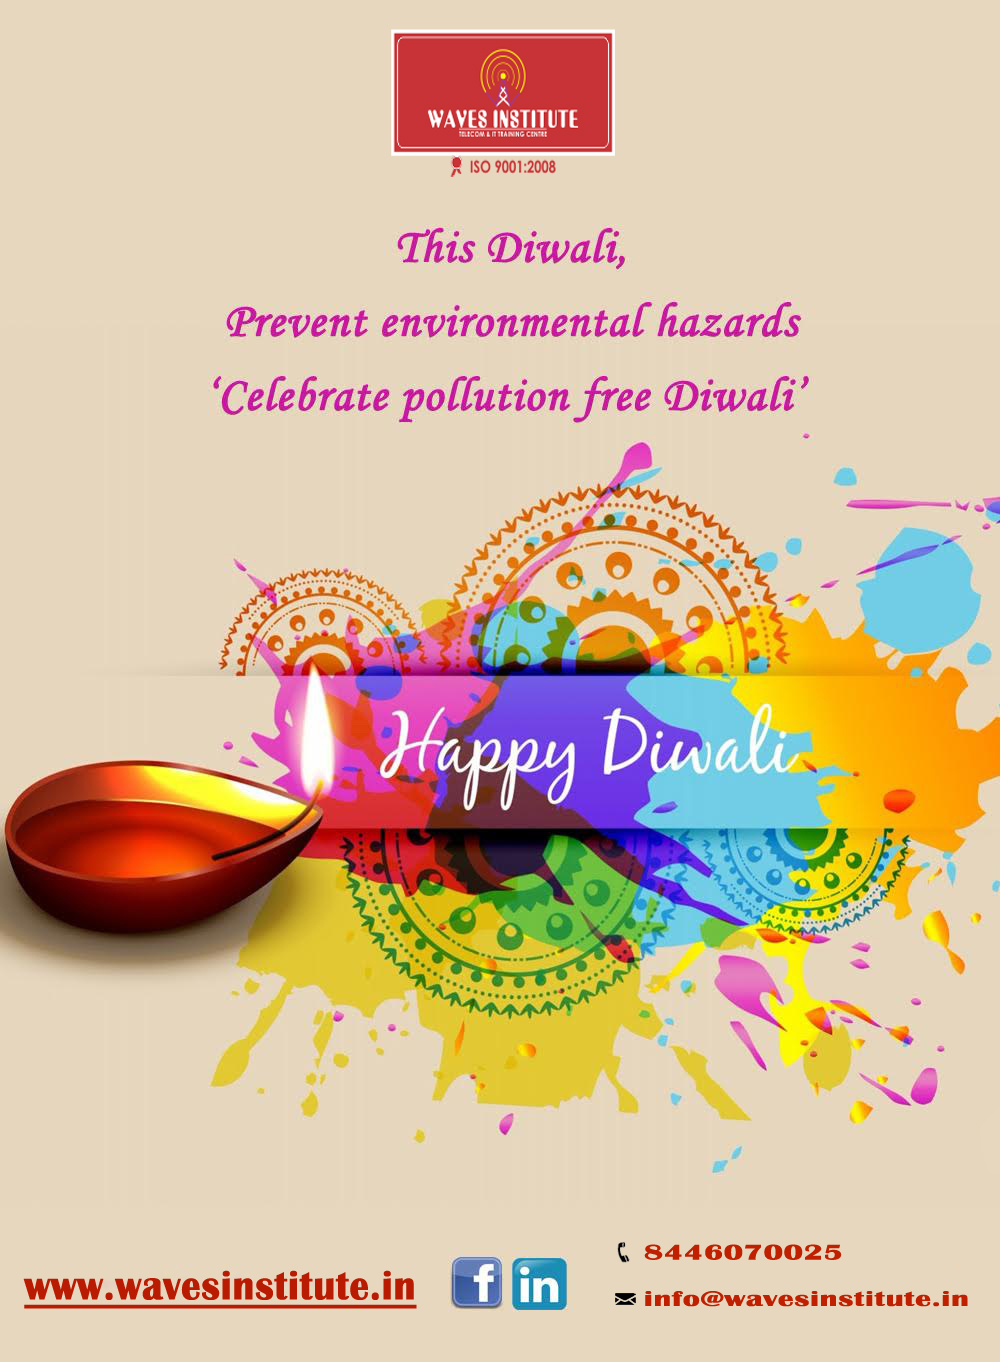 WAVES INSTITUTE
TELECOM & IT TRAINING CENTRE
ISO 9001:2008
This Diwali,
Prevent environmental hazards
‘Celebrate pollution free Diwali’
Happy Diwali
www.wavesinstitute.in
f in
8446070025
info@wavesinstitute.in